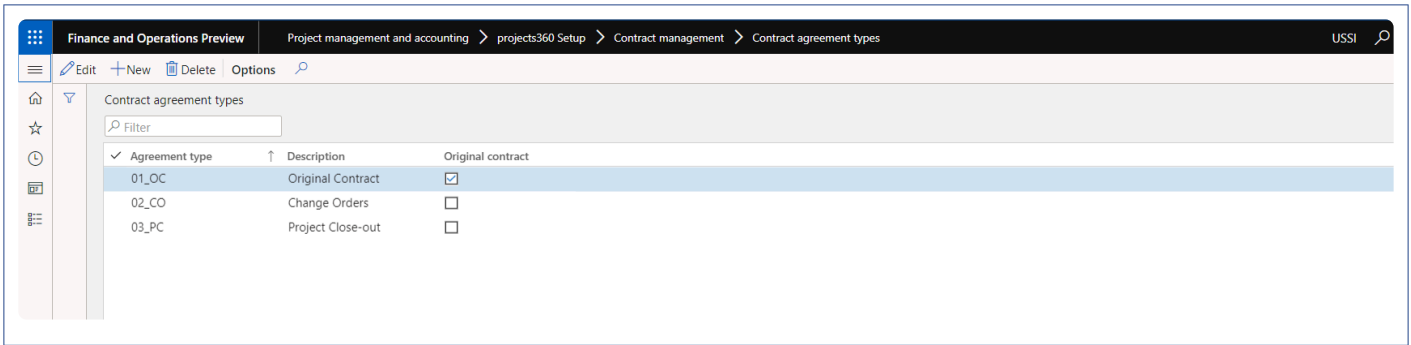 Finance and Operations Preview Project management and accounting > projects360 Setup > Contract management > Contract agreement types USSI
Edit New Delete Options
Contract agreement types
Filter
Agreement type Description Original contract
01_OC Original Contract
02_CO Change Orders
03_PC Project Close-out